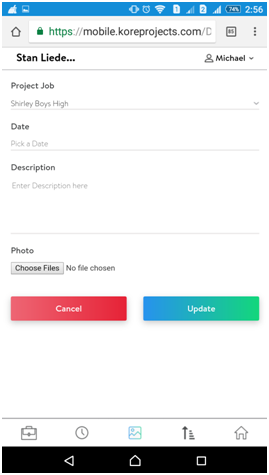 74% 2:56
https://mobile.koreprojects.com/D
Stan Liede... Michael
Project Job
Shirley Boys High
Date
Pick a Date
Description
Enter Description here
Photo
Choose Files No file chosen
Cancel Update